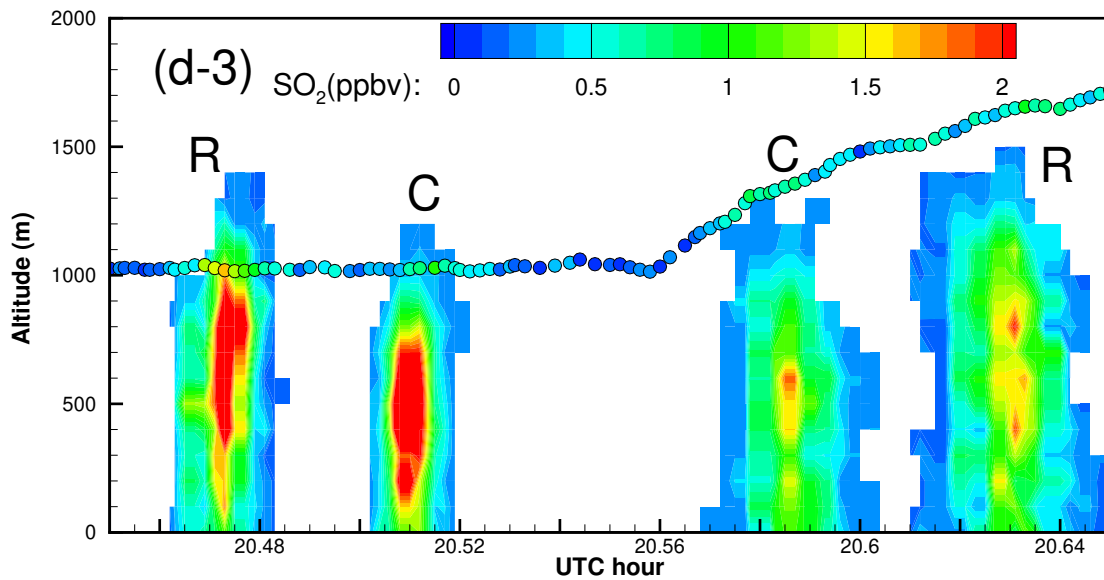 2000
(d-3)
SO₂(ppbv): 0 0.5 1 1.5 2
1500
R
C
C
R
Altitude (m)
1000
500
0
20.48 20.52 20.56 20.6 20.64
UTC hour